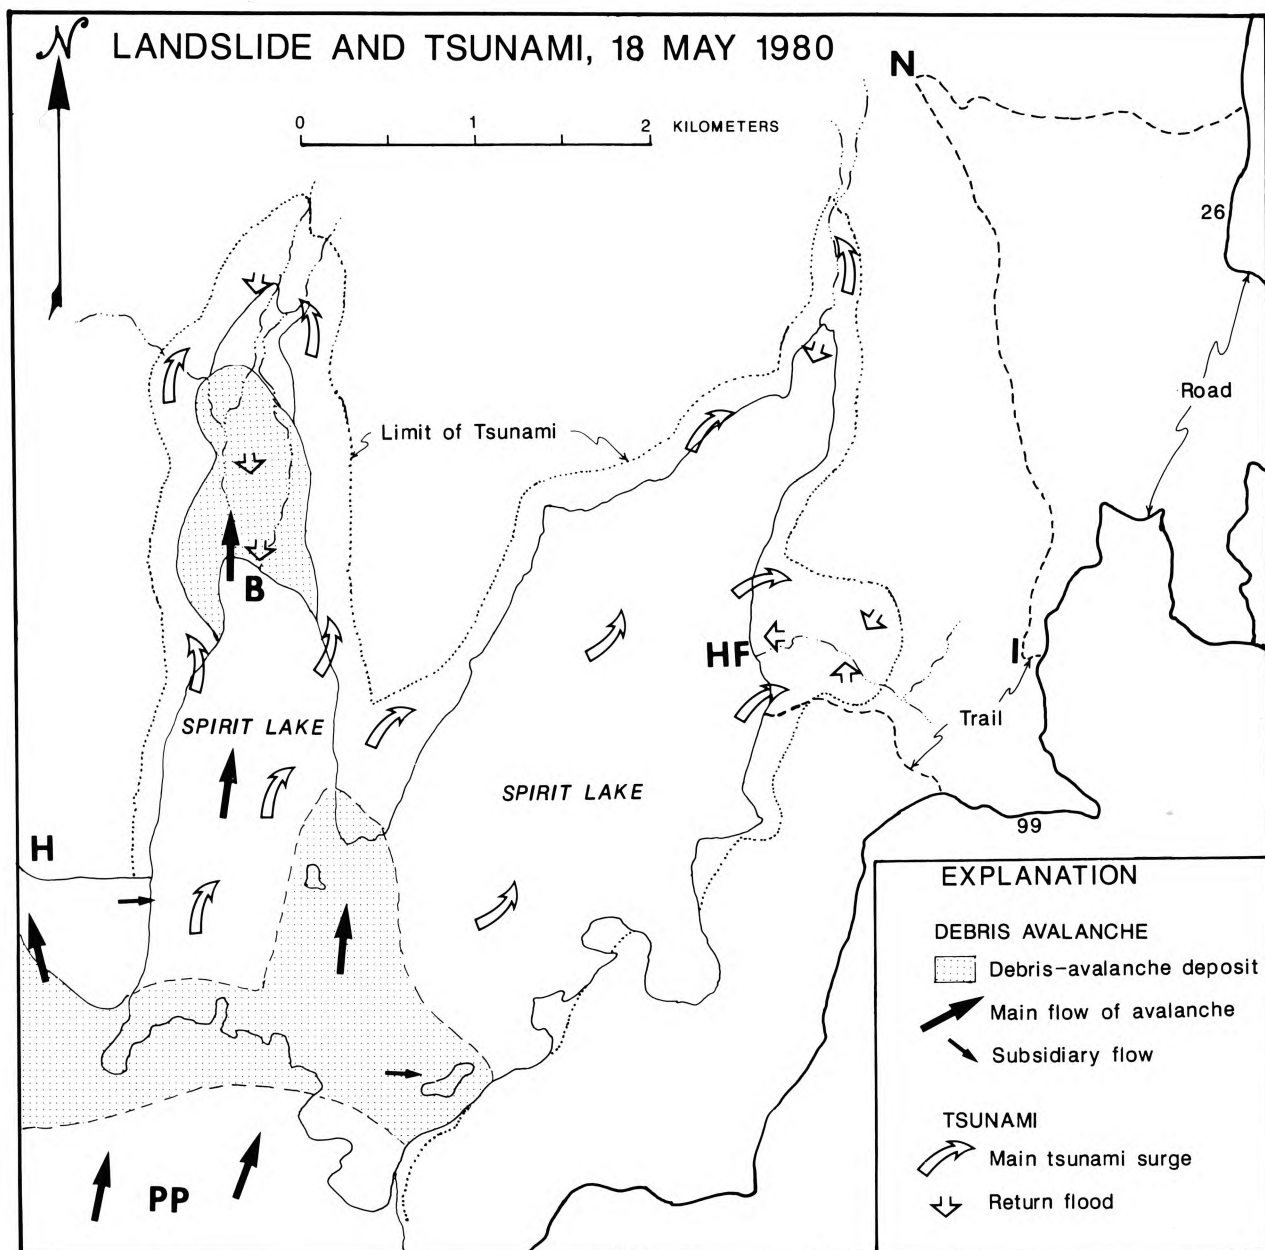 N LANDSLIDE AND TSUNAMI, 18 MAY 1980
N
0 1 2 KILOMETERS
26
Road
Limit of Tsunami
B
HF
I
Trail
SPIRIT LAKE
SPIRIT LAKE
99
H
PP
EXPLANATION
DEBRIS AVALANCHE
Debris-avalanche deposit
Main flow of avalanche
Subsidiary flow
TSUNAMI
Main tsunami surge
Return flood